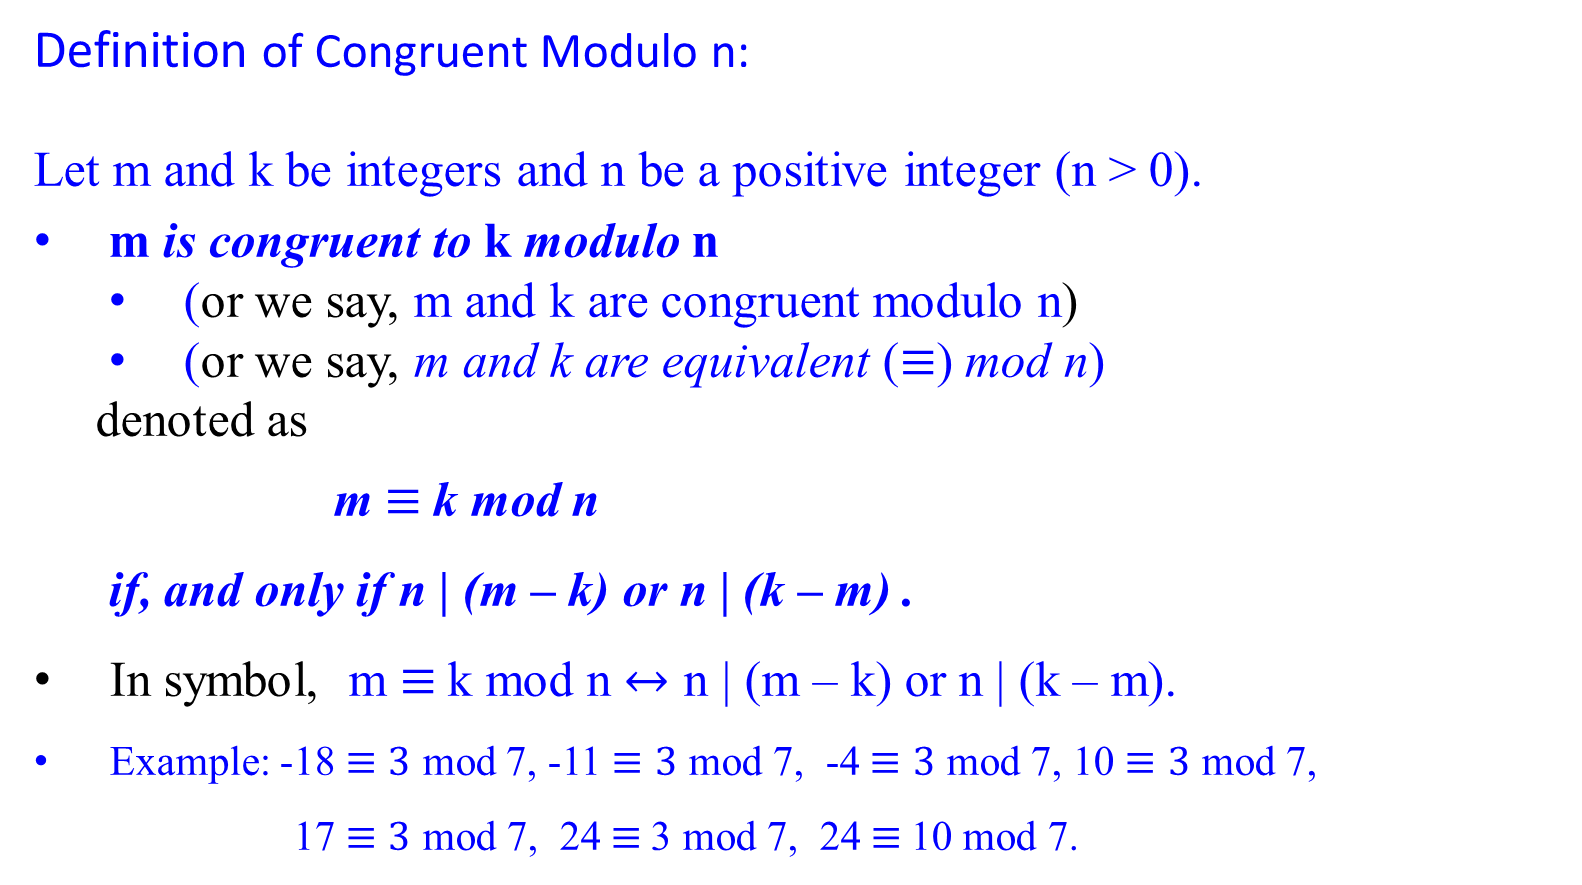 Definition of Congruent Modulo n:
Let m and k be integers and n be a positive integer (n > 0).
• m is congruent to k modulo n
• (or we say, m and k are congruent modulo n)
• (or we say, m and k are equivalent (≡) mod n)
denoted as
m ≡ k mod n
if, and only if n | (m – k) or n | (k – m) .
• In symbol, m ≡ k mod n ↔ n | (m – k) or n | (k – m).
• Example: -18 ≡ 3 mod 7, -11 ≡ 3 mod 7, -4 ≡ 3 mod 7, 10 ≡ 3 mod 7,
17 ≡ 3 mod 7, 24 ≡ 3 mod 7, 24 ≡ 10 mod 7.